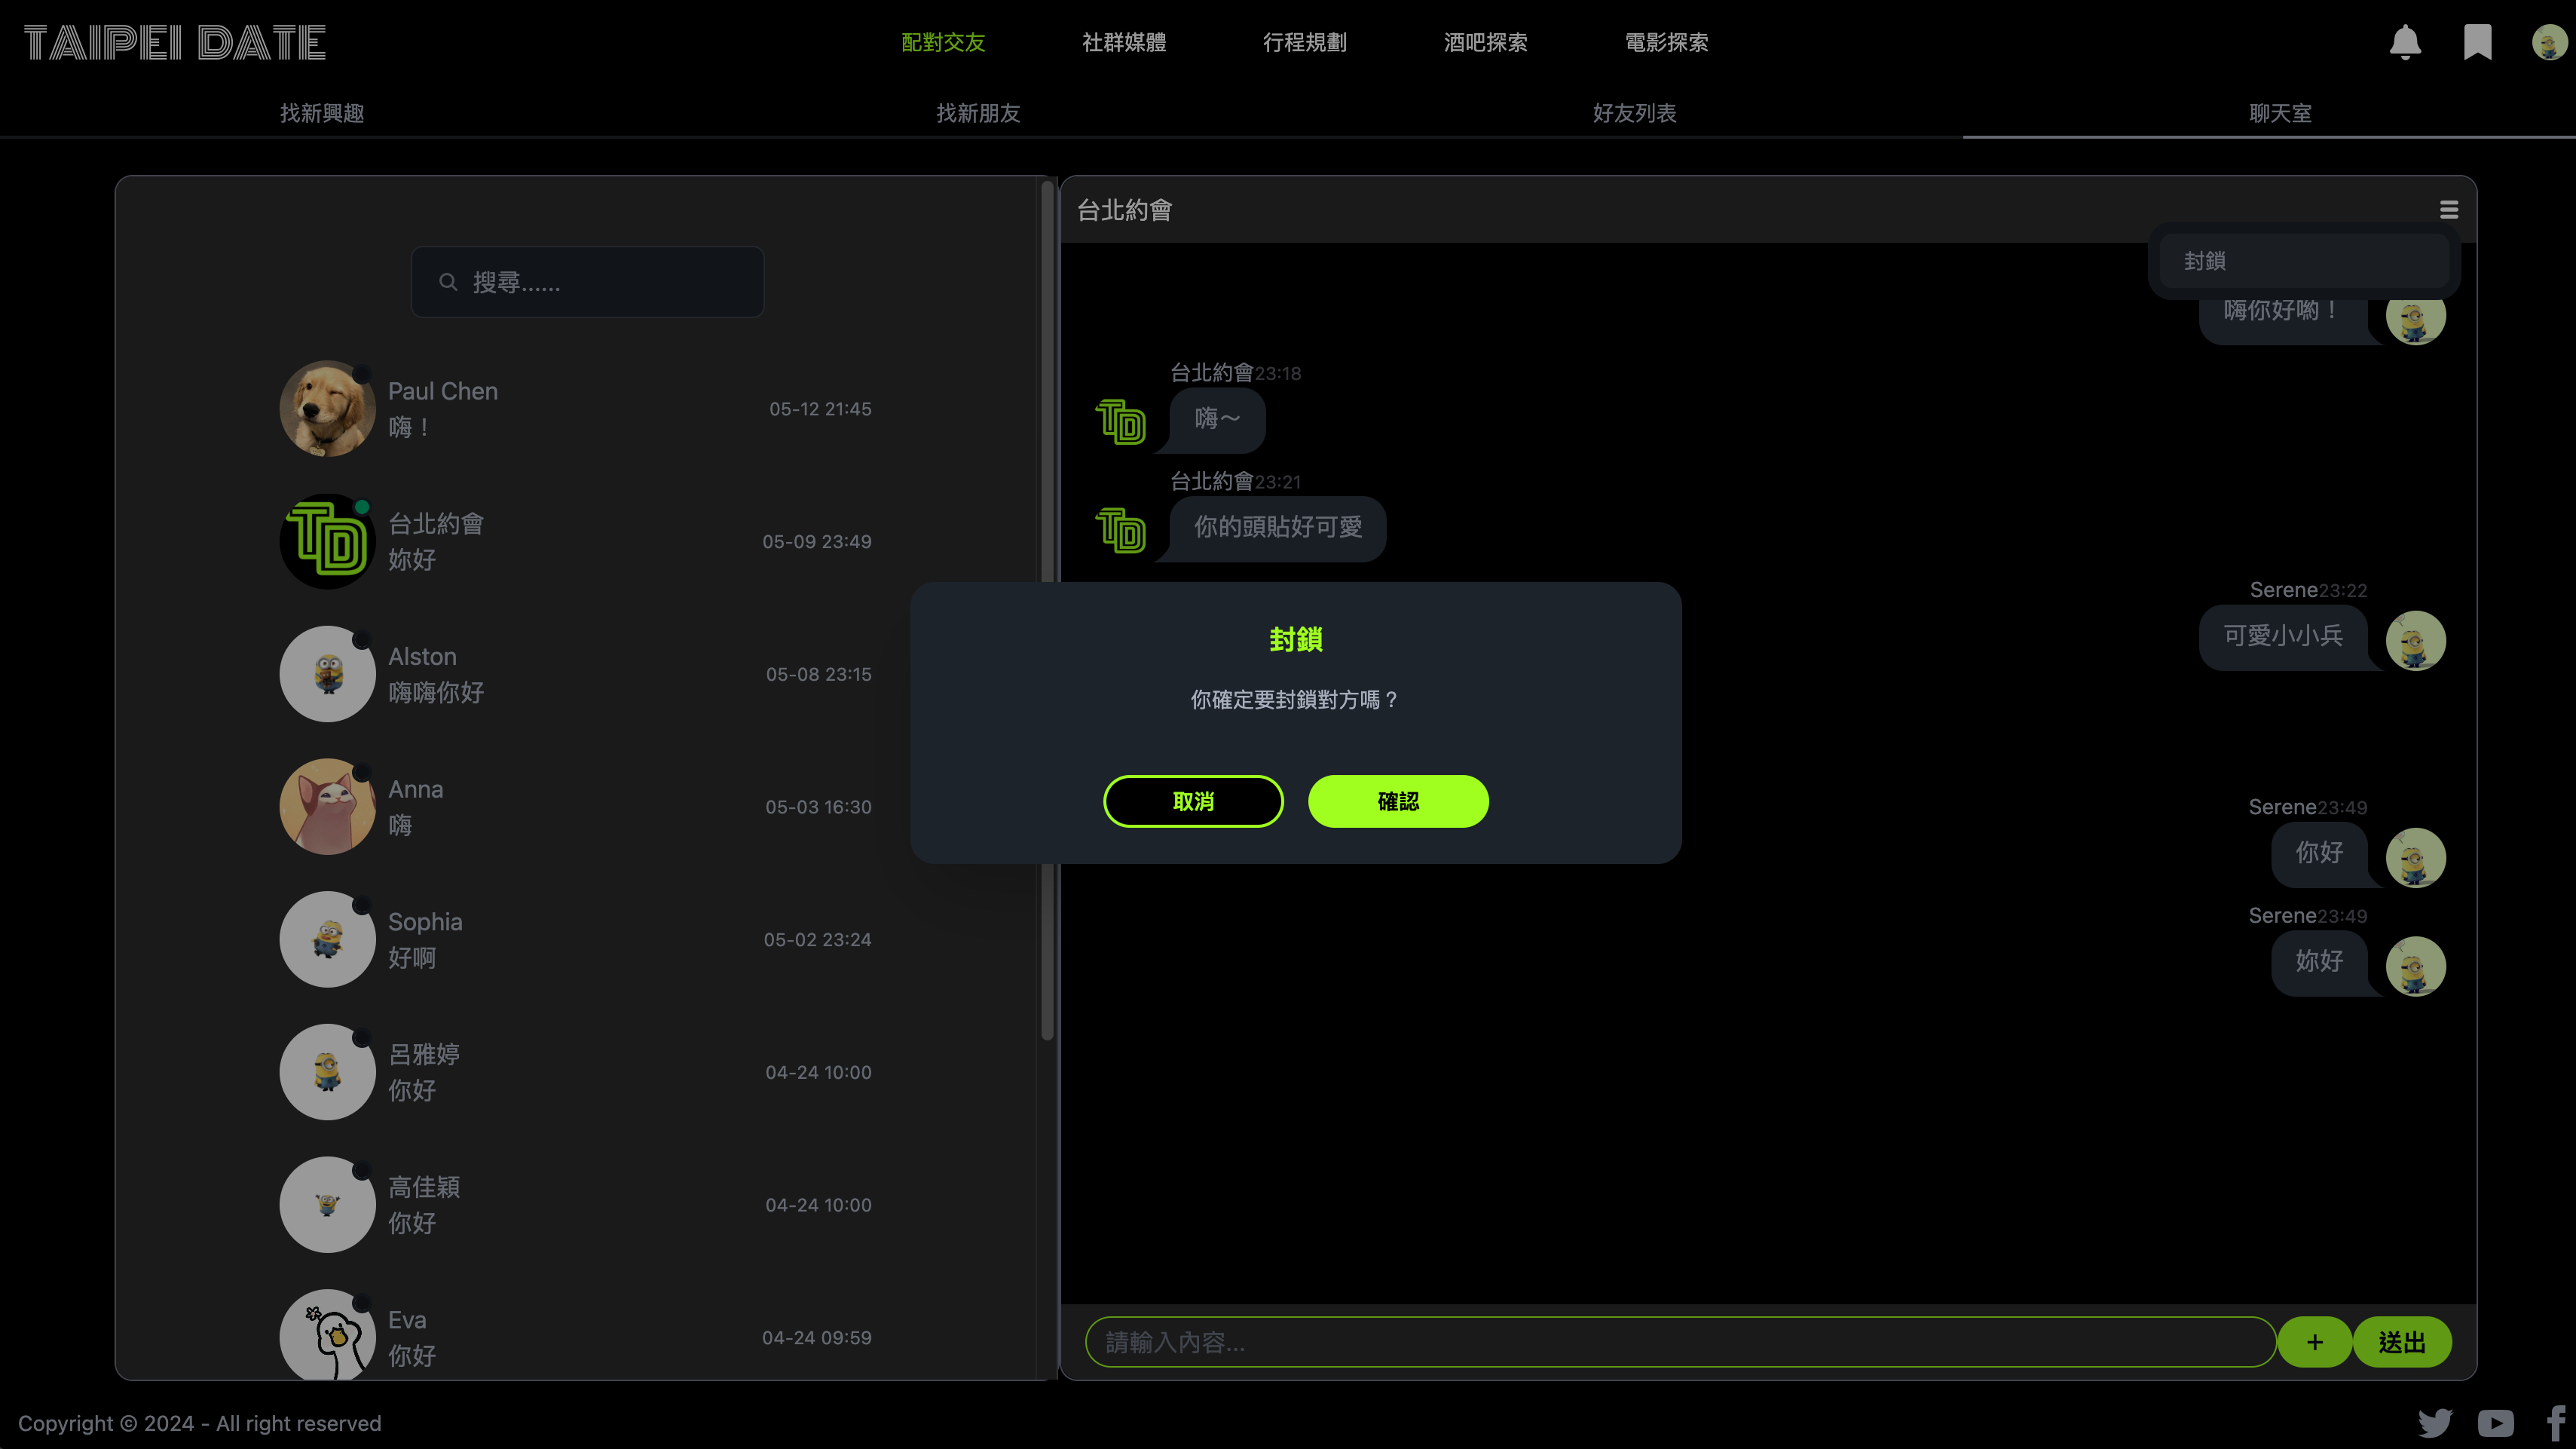 TAIPEI DATE
配對交友 社群媒體 行程規劃 酒吧探索 電影探索
找新興趣 找新朋友 好友列表 聊天室
搜尋......
Paul Chen
嗨！
05-12 21:45
TD
台北約會
妳好
05-09 23:49
Alston
嗨嗨你好
05-08 23:15
Anna
嗨
05-03 16:30
Sophia
好啊
05-02 23:24
呂雅婷
你好
04-24 10:00
高佳穎
你好
04-24 10:00
Eva
你好
04-24 09:59
台北約會
封鎖
嗨你好喲！
台北約會23:18
TD
嗨～
台北約會23:21
TD
你的頭貼好可愛
Serene23:22
可愛小小兵
封鎖
你確定要封鎖對方嗎？
取消 確認
Serene23:49
你好
Serene23:49
妳好
請輸入內容...
+ 送出
Copyright © 2024 - All right reserved